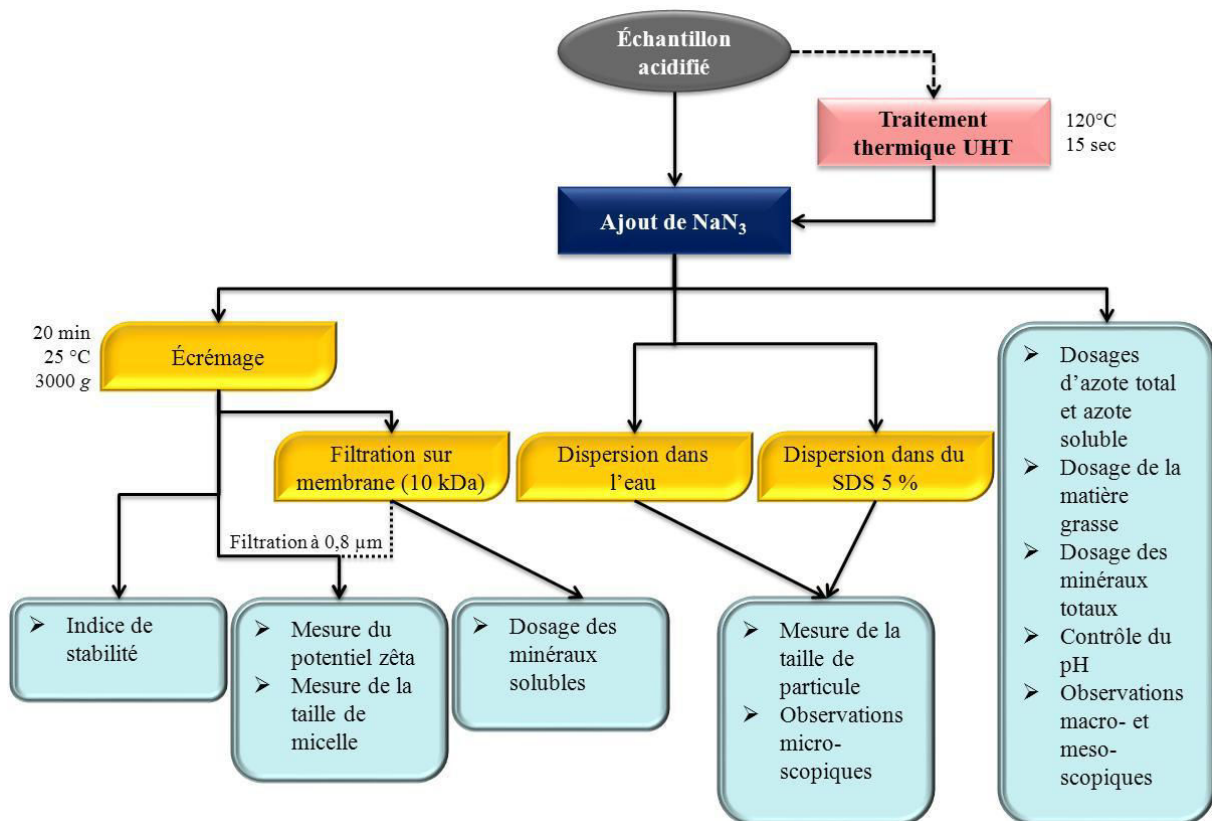 Échantillon
acidifié
Traitement
thermique UHT
120°C
15 sec
Ajout de NaN₃
20 min
25 °C
3000 g
Écrémage
Filtration sur
membrane (10 kDa)
Dispersion dans
l’eau
Dispersion dans du
SDS 5 %
Filtration à 0,8 µm
➢ Indice de
stabilité
➢ Mesure du
potentiel zêta
➢ Mesure de la
taille de
micelle
➢ Dosage des
minéraux
solubles
➢ Mesure de la
taille de
particule
➢ Observations
micro-
scopiques
➢ Dosages
d’azote total
et azote
soluble
➢ Dosage de la
matière
grasse
➢ Dosage des
minéraux
totaux
➢ Contrôle du
pH
➢ Observations
macro- et
meso-
scopiques